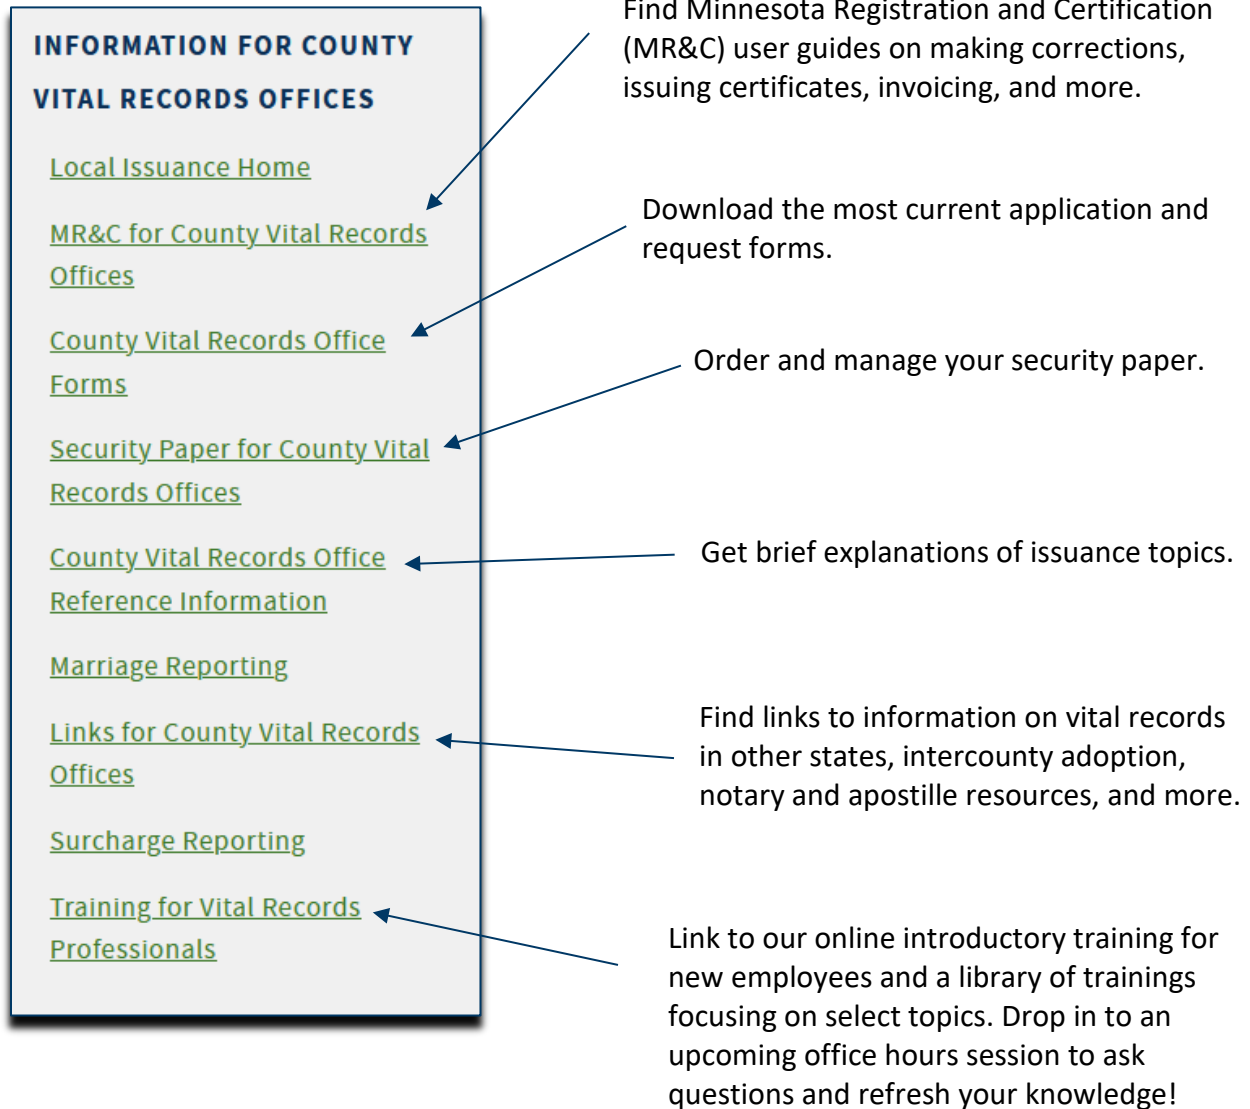 INFORMATION FOR COUNTY
VITAL RECORDS OFFICES
Local Issuance Home
MR&C for County Vital Records
Offices
County Vital Records Office
Forms
Security Paper for County Vital
Records Offices
County Vital Records Office
Reference Information
Marriage Reporting
Links for County Vital Records
Offices
Surcharge Reporting
Training for Vital Records
Professionals
Find Minnesota Registration and Certification
(MR&C) user guides on making corrections,
issuing certificates, invoicing, and more.
Download the most current application and
request forms.
Order and manage your security paper.
Get brief explanations of issuance topics.
Find links to information on vital records
in other states, intercounty adoption,
notary and apostille resources, and more.
Link to our online introductory training for
new employees and a library of trainings
focusing on select topics. Drop in to an
upcoming office hours session to ask
questions and refresh your knowledge!